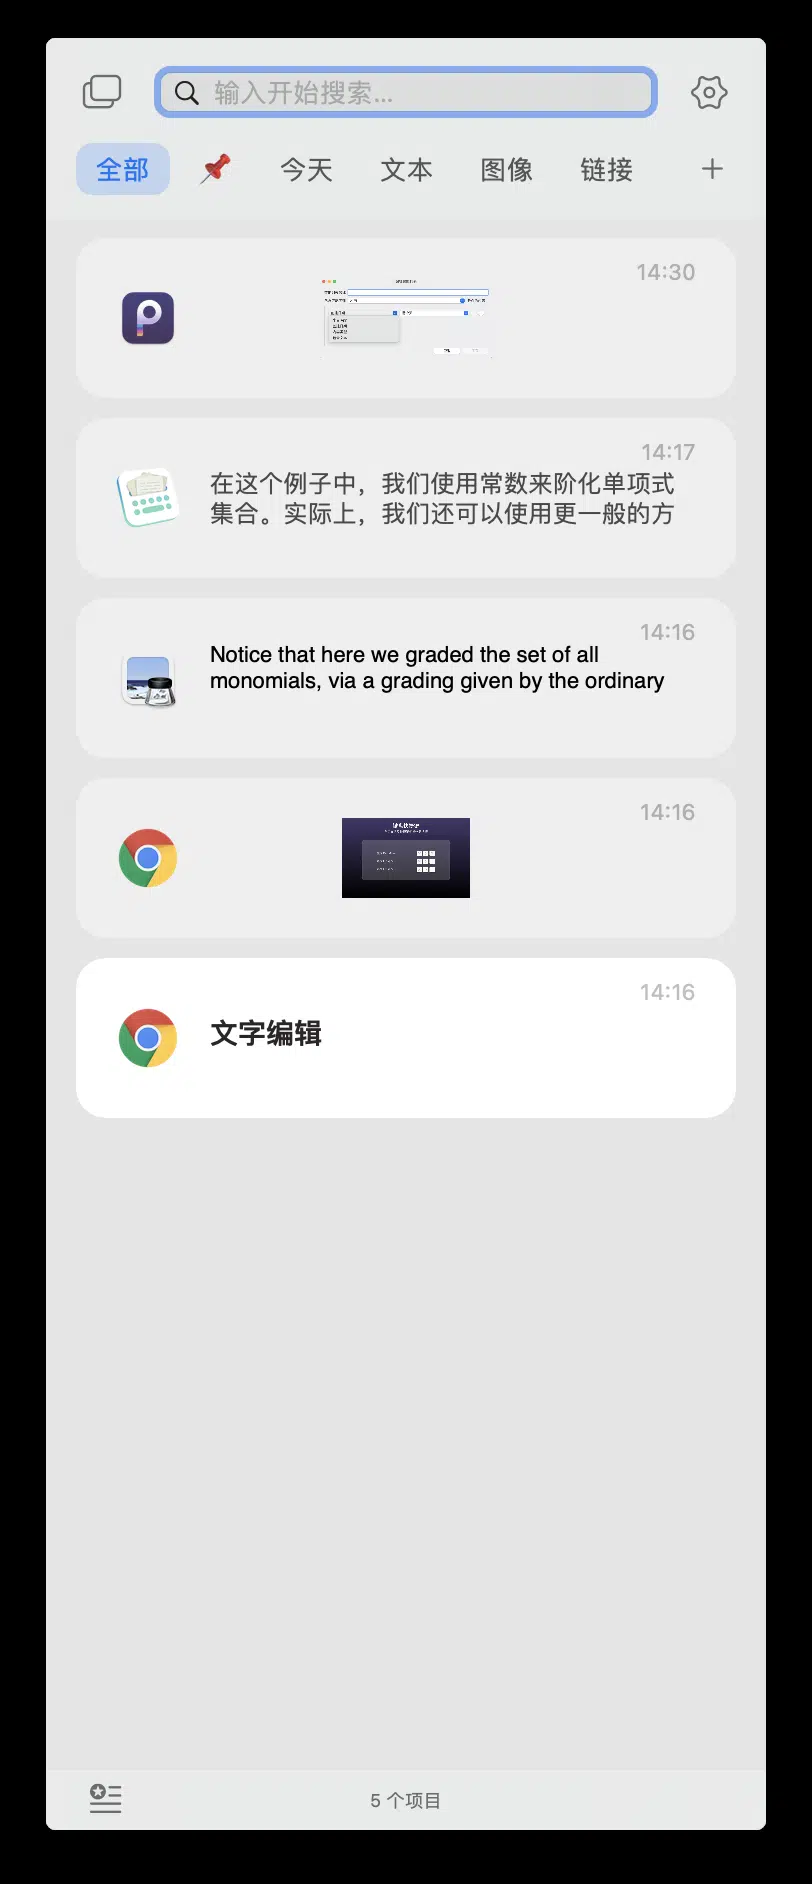 输入开始搜索...
全部
今天
文本
图像
链接
14:30
14:17
在这个例子中，我们使用常数来阶化单项式
集合。实际上，我们还可以使用更一般的方
14:16
Notice that here we graded the set of all
monomials, via a grading given by the ordinary
14:16
14:16
文字编辑
5 个项目